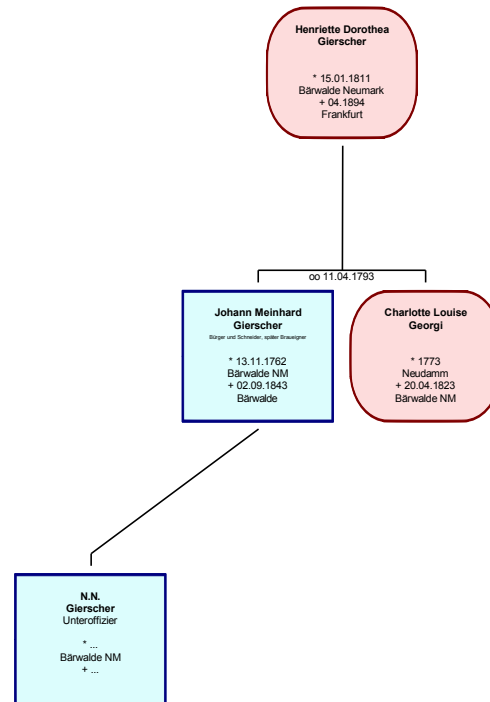 Henriette Dorothea
Gierscher
* 15.01.1811
Bärwalde Neumark
+ 04.1894
Frankfurt
oo 11.04.1793
Johann Meinhard
Gierscher
Bürger und Schneider, später Braueigner
* 13.11.1762
Bärwalde NM
+ 02.09.1843
Bärwalde
Charlotte Louise
Georgi
* 1773
Neudamm
+ 20.04.1823
Bärwalde NM
N.N.
Gierscher
Unteroffizier
* ...
Bärwalde NM
+ ...